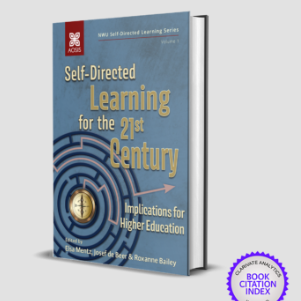 AOSIS
NWU Self-Directed Learning Series
Volume 1
Self-Directed
Learning
for the 21st
Century
Implications for
Higher Education
Elsa Mentz, Josef de Beer & Roxanne Bailey
CLARIVATE ANALYTICS
BOOK
CITATION
INDEX